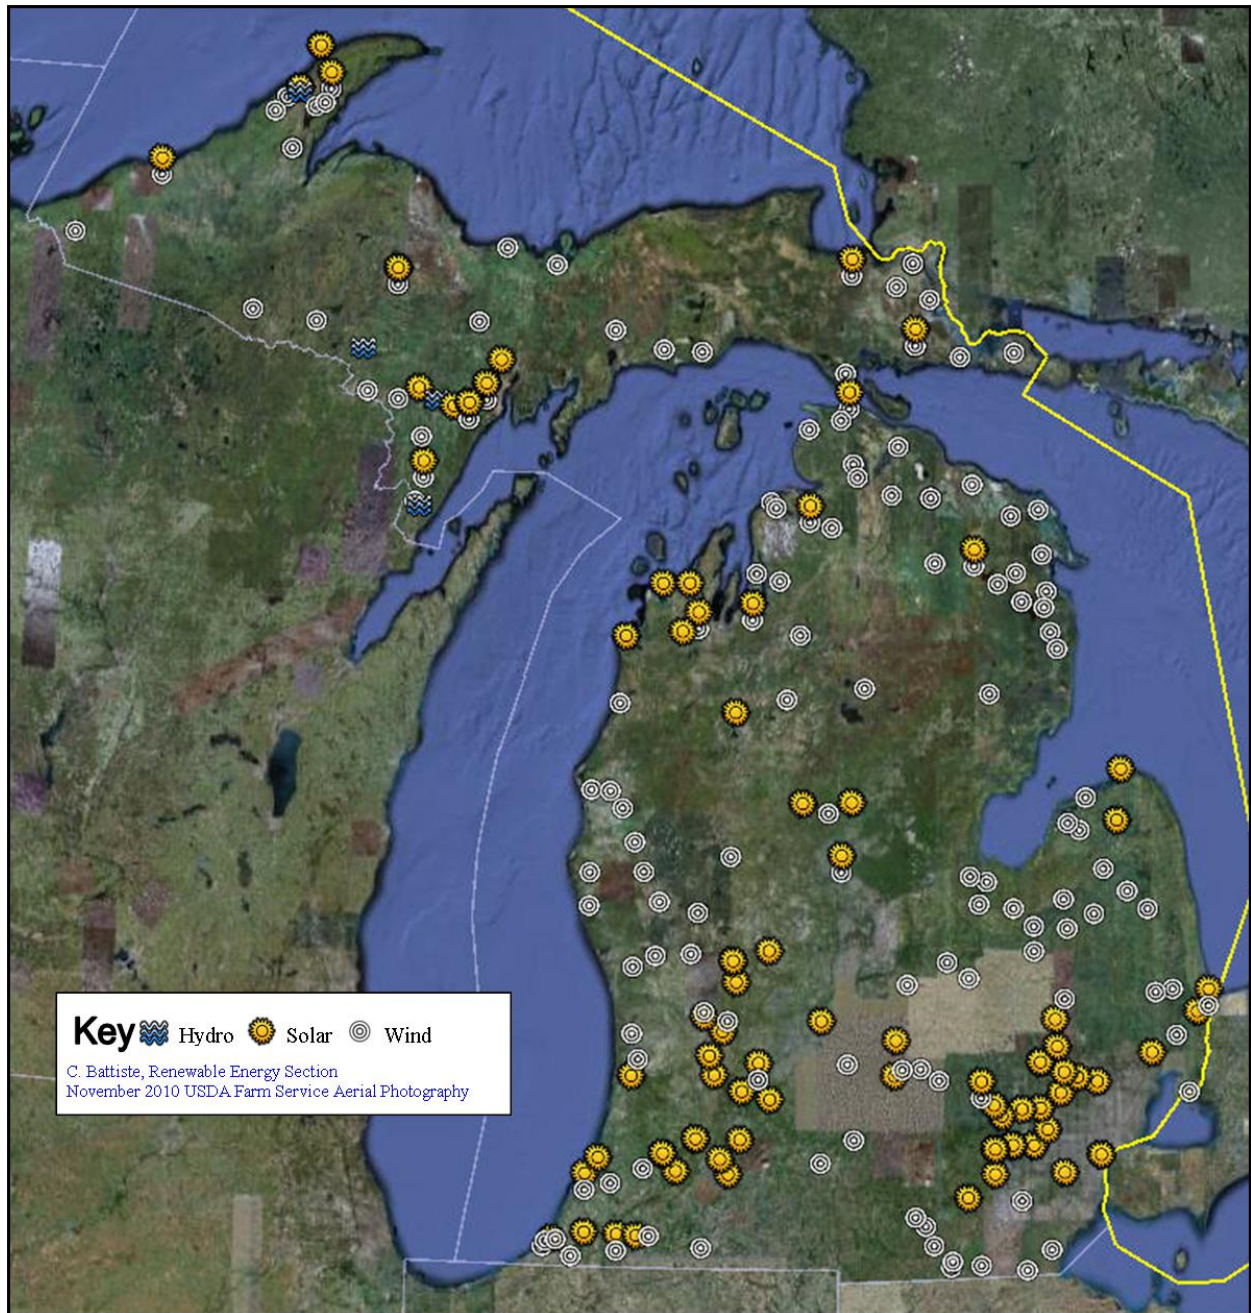 Key Hydro Solar Wind
C. Battiste, Renewable Energy Section
November 2010 USDA Farm Service Aerial Photography